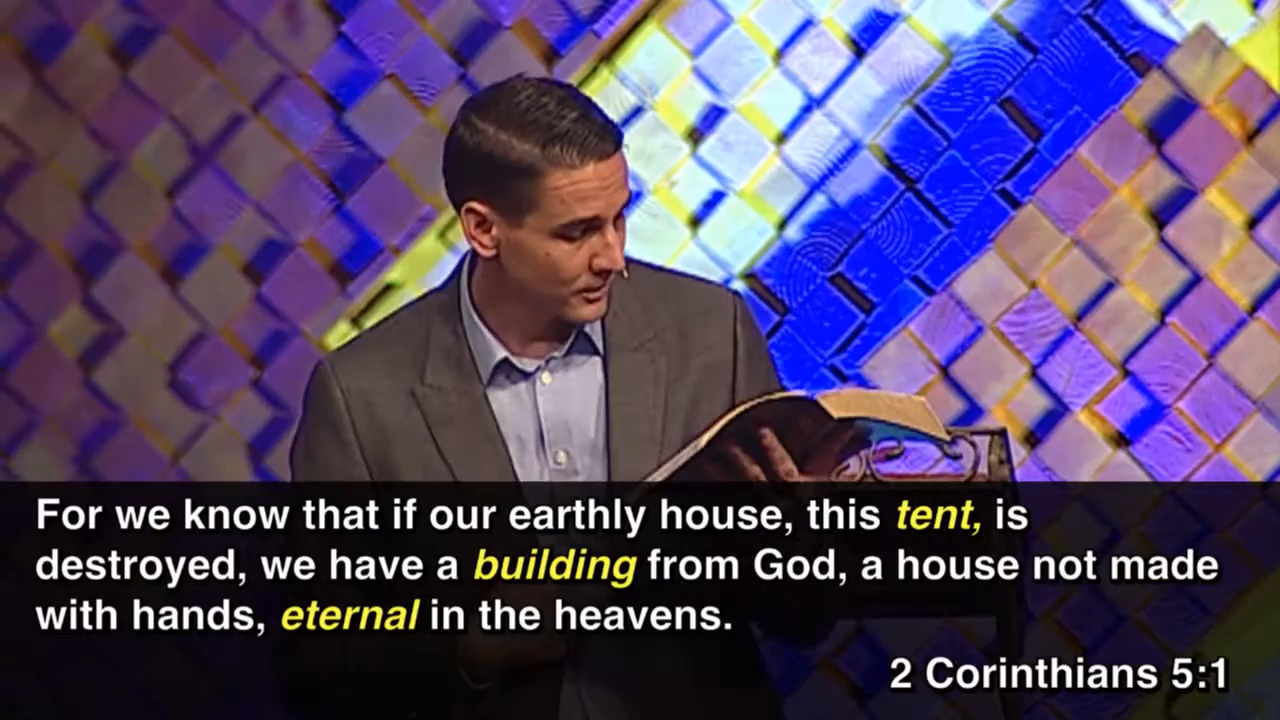 For we know that if our earthly house, this tent, is
destroyed, we have a building from God, a house not made
with hands, eternal in the heavens.
2 Corinthians 5:1